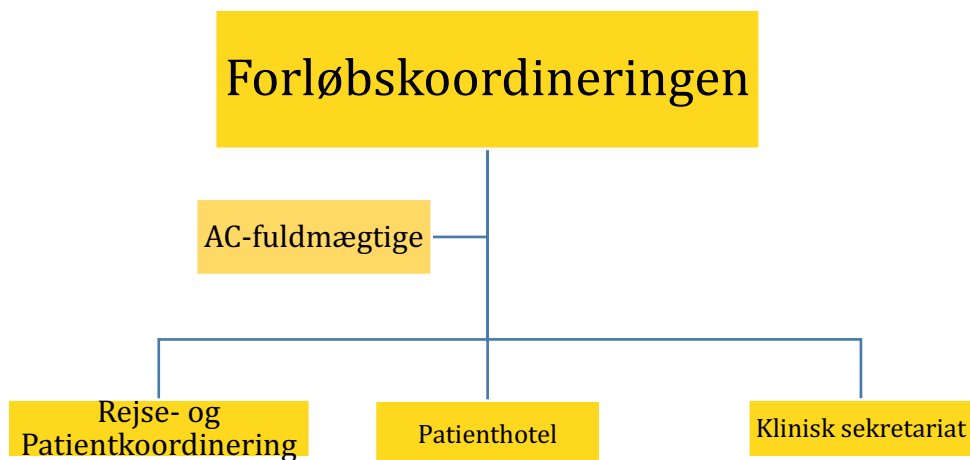 Forløbskoordineringen
AC-fuldmægtige
Rejse- og
Patientkoordinering
Patienthotel
Klinisk sekretariat